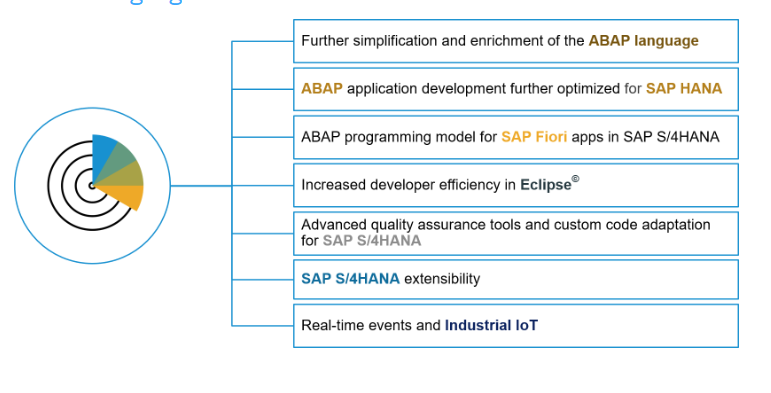 Further simplification and enrichment of the ABAP language
ABAP application development further optimized for SAP HANA
ABAP programming model for SAP Fiori apps in SAP S/4HANA
Increased developer efficiency in Eclipse©
Advanced quality assurance tools and custom code adaptation
for SAP S/4HANA
SAP S/4HANA extensibility
Real-time events and Industrial IoT